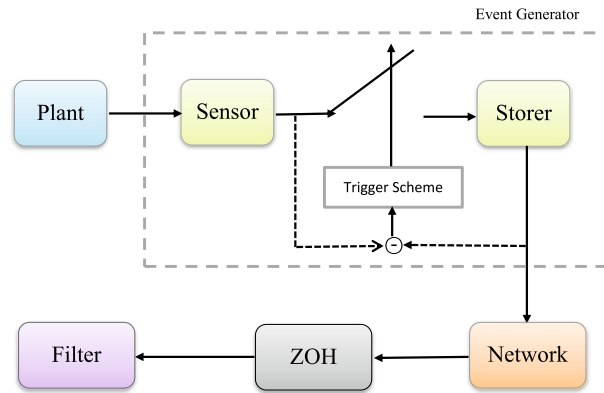 Event Generator
Plant
Sensor
Storer
Trigger Scheme
-
Filter
ZOH
Network